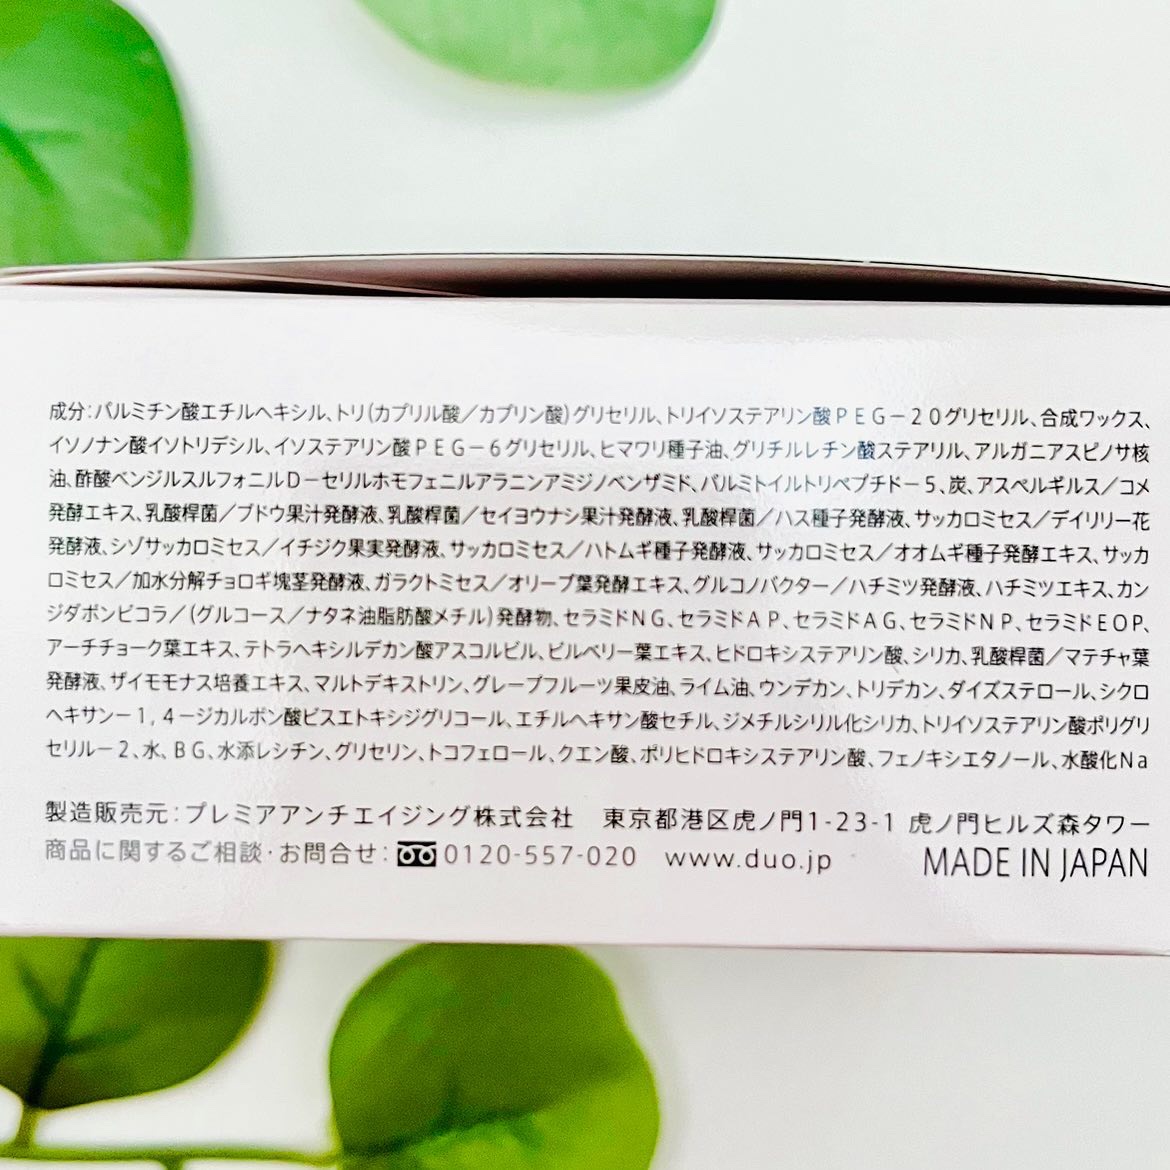 成分:パルミチン酸エチルヘキシル、トリ(カプリル酸/カプリン酸)グリセリル、トリイソステアリン酸PEG-20グリセリル、合成ワックス、
イソノナン酸イソトリデシル、イソステアリン酸PEG-6グリセリル、ヒマワリ種子油、グリチルレチン酸ステアリル、アルガニアスピノサ核
油、酢酸ベンジルスルフォニルD-セリルホモフェニルアラニンアミジノベンザミド、パルミトイルトリペプチド-5、炭、アスペルギルス/コメ
発酵エキス、乳酸桿菌/ブドウ果汁発酵液、乳酸桿菌/セイヨウナシ果汁発酵液、乳酸桿菌/ハス種子発酵液、サッカロミセス/デイリリー花
発酵液、シゾサッカロミセス/イチジク果実発酵液、サッカロミセス/ハトムギ種子発酵液、サッカロミセス/オオムギ種子発酵エキス、サッカ
ロミセス/加水分解チョロギ塊茎発酵液、ガラクトミセス/オリーブ葉発酵エキス、グルコノバクター/ハチミツ発酵液、ハチミツエキス、カン
ジダボンビコラ/(グルコース/ナタネ油脂肪酸メチル)発酵物、セラミドNG、セラミドAP、セラミドAG、セラミドNP、セラミドEOP、
アーチチョーク葉エキス、テトラヘキシルデカン酸アスコルビル、ビルベリー葉エキス、ヒドロキシステアリン酸、シリカ、乳酸桿菌/マテチャ葉
発酵液、ザイモモナス培養エキス、マルトデキストリン、グレープフルーツ果皮油、ライム油、ウンデカン、トリデカン、ダイズステロール、シクロ
ヘキサン-1,4-ジカルボン酸ビスエトキシジグリコール、エチルヘキサン酸セチル、ジメチルシリル化シリカ、トリイソステアリン酸ポリグリ
セリル-2、水、BG、水添レシチン、グリセリン、トコフェロール、クエン酸、ポリヒドロキシステアリン酸、フェノキシエタノール、水酸化Na
製造販売元:プレミアアンチエイジング株式会社 東京都港区虎ノ門1-23-1 虎ノ門ヒルズ森タワー
商品に関するご相談・お問合せ: 0120-557-020 www.duo.jp MADE IN JAPAN